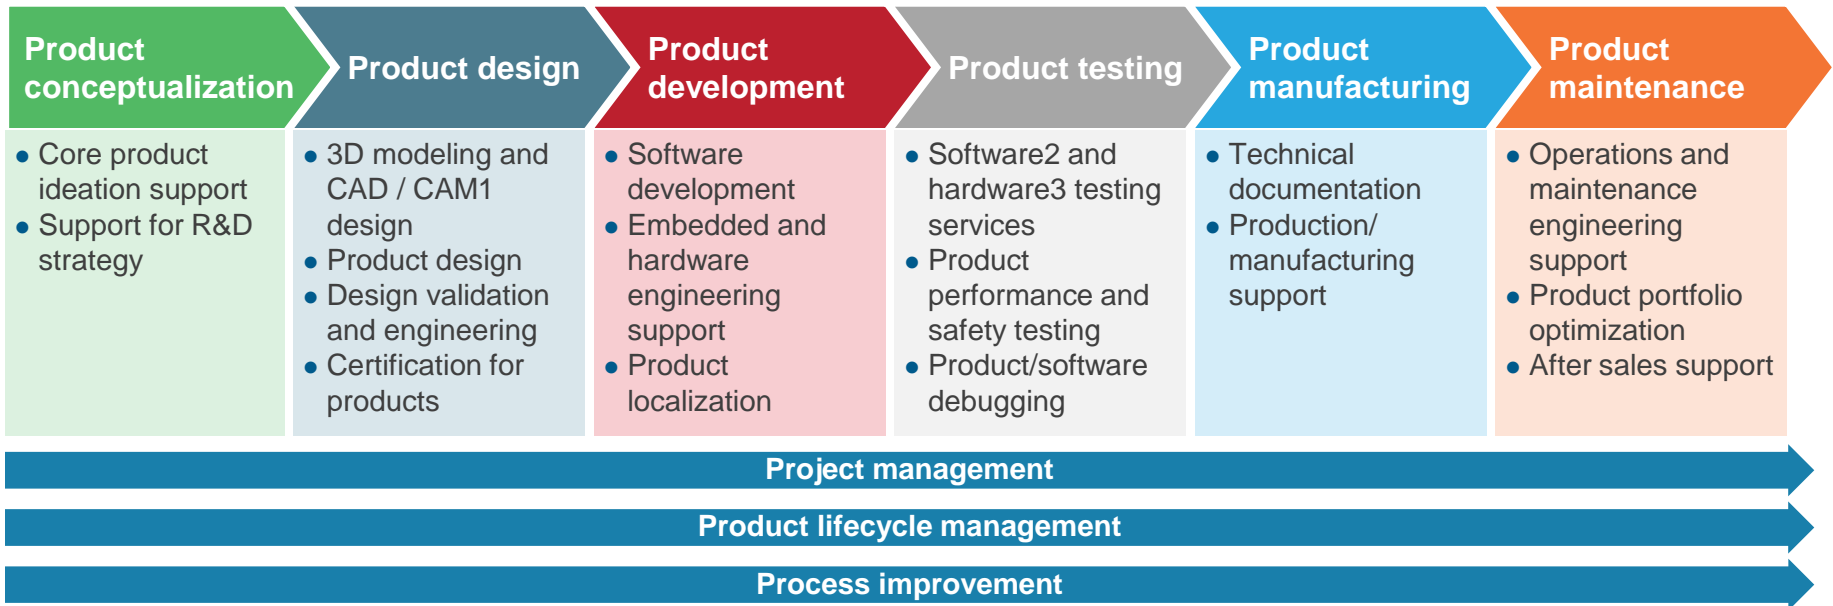 Product
conceptualization
Product design
Product
development
Product testing
Product
manufacturing
Product
maintenance
● Core product
ideation support
● Support for R&D
strategy
● 3D modeling and
CAD / CAM1
design
● Product design
● Design validation
and engineering
● Certification for
products
● Software
development
● Embedded and
hardware
engineering
support
● Product
localization
● Software2 and
hardware3 testing
services
● Product
performance and
safety testing
● Product/software
debugging
● Technical
documentation
● Production/
manufacturing
support
● Operations and
maintenance
engineering
support
● Product portfolio
optimization
● After sales support
Project management
Product lifecycle management
Process improvement